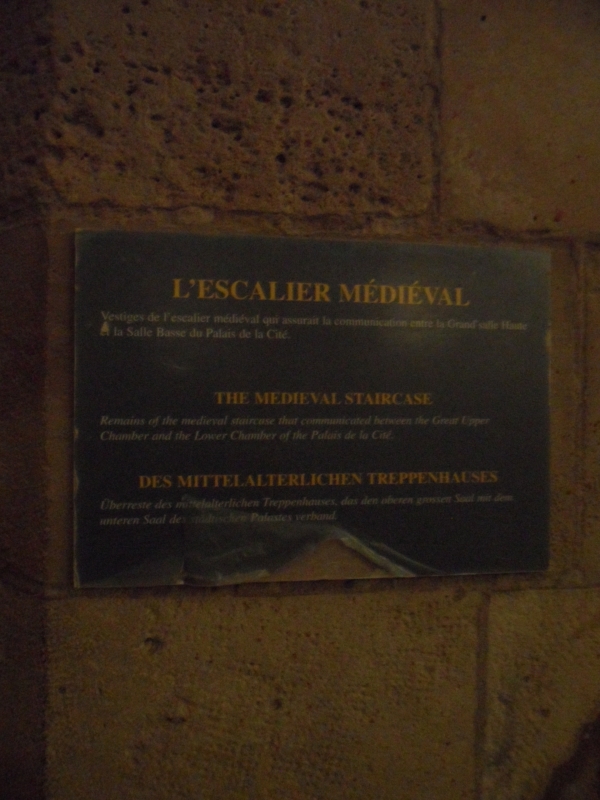 L'ESCALIER MÉDIÉVAL
Vestiges de l'escalier médiéval qui assurait la communication entre la Grand'salle Haute
et la Salle Basse du Palais de la Cité.
THE MEDIEVAL STAIRCASE
Remains of the medieval staircase that communicated between the Great Upper
Chamber and the Lower Chamber of the Palais de la Cité.
DES MITTELALTERLICHEN TREPPENHAUSES
Überreste des mittelalterlichen Treppenhauses, das den oberen grossen Saal mit dem
unteren Saal des Palastes verband.